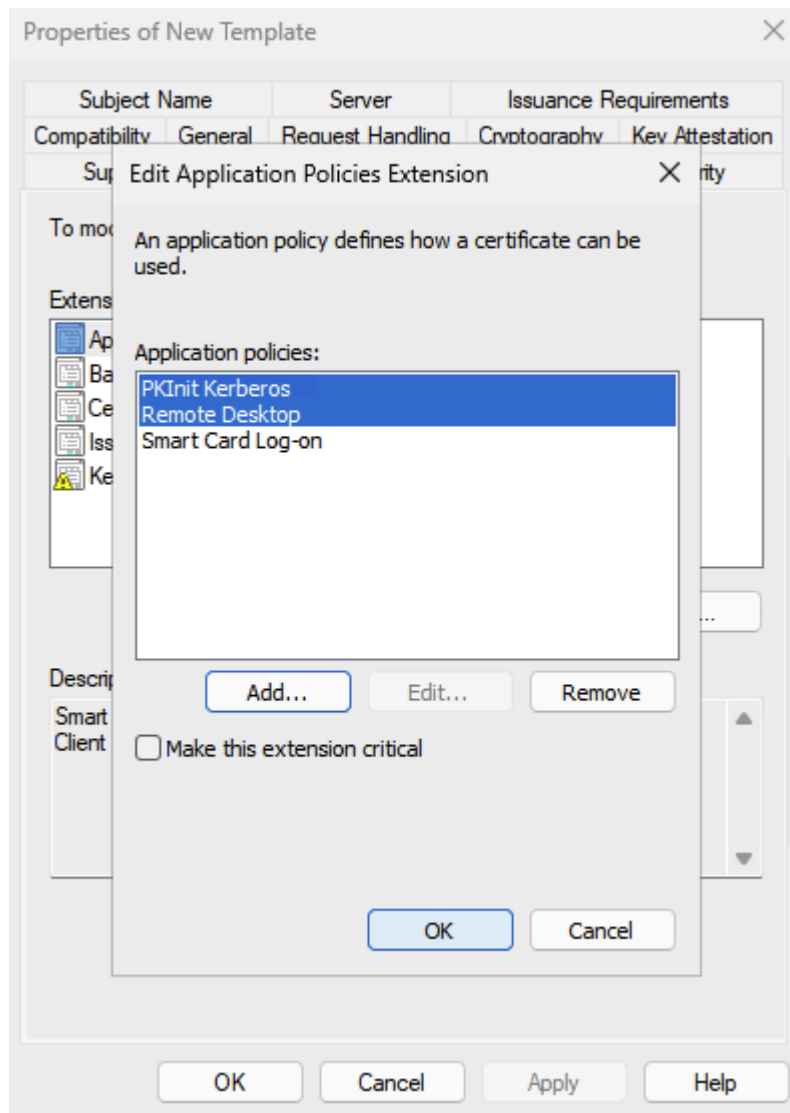 Properties of New Template
Subject Name Server Issuance Requirements
Compatibility General Request Handling Cryptography Key Attestation
Edit Application Policies Extension
To
An application policy defines how a certificate can be
used.
Application policies:
PKInit Kerberos
Remote Desktop
Smart Card Log-on
...
Add... Edit... Remove
Smart
Client
Make this extension critical
OK Cancel
OK Cancel Apply Help